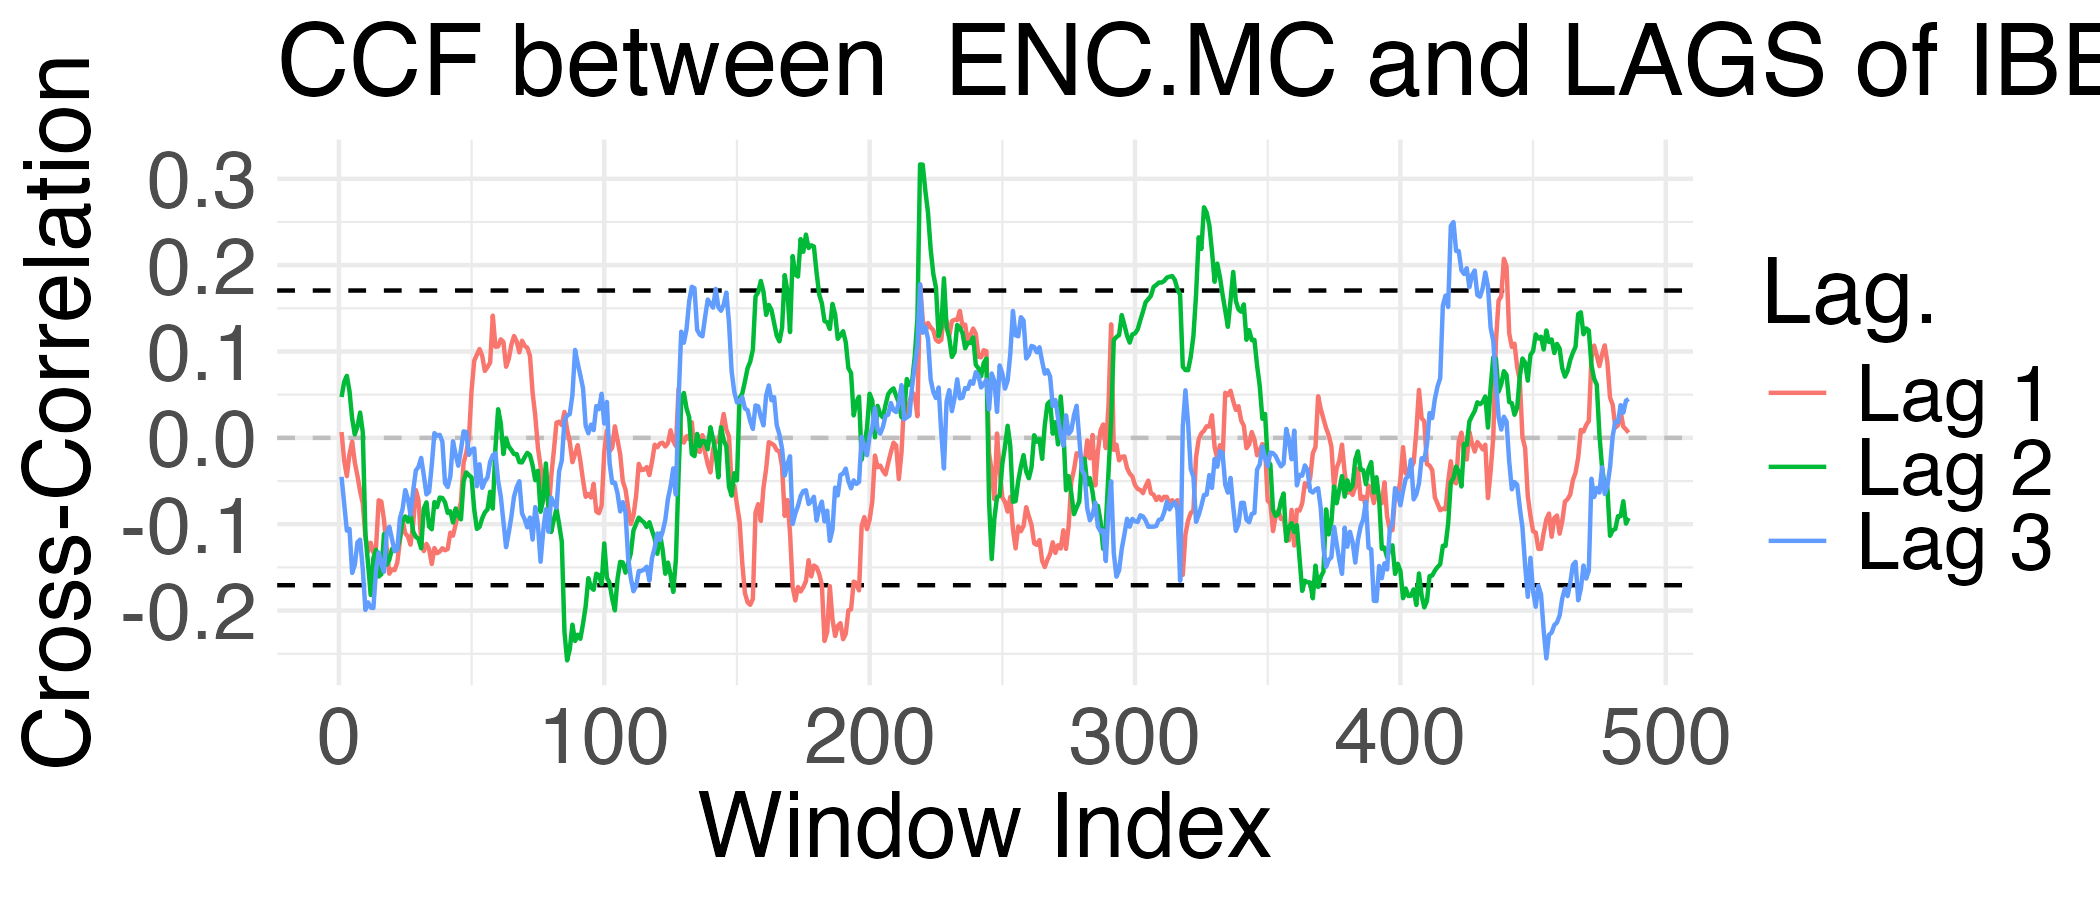 CCF between ENC.MC and LAGS of IBE
Cross-Correlation
0.3
0.2
0.1
0.0
-0.1
-0.2
0 100 200 300 400 500
Window Index
Lag.
Lag 1
Lag 2
Lag 3